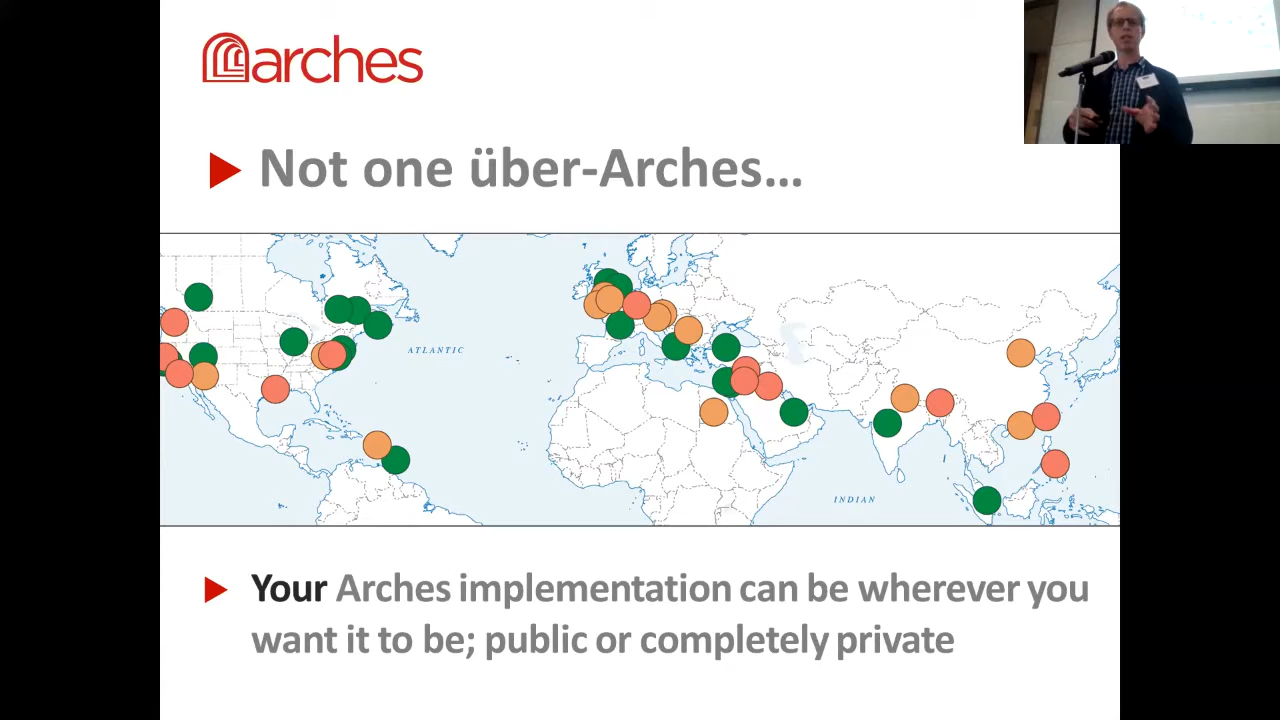 arches
Not one über-Arches...
ATLANTIC
INDIAN
Your Arches implementation can be wherever you
want it to be; public or completely private